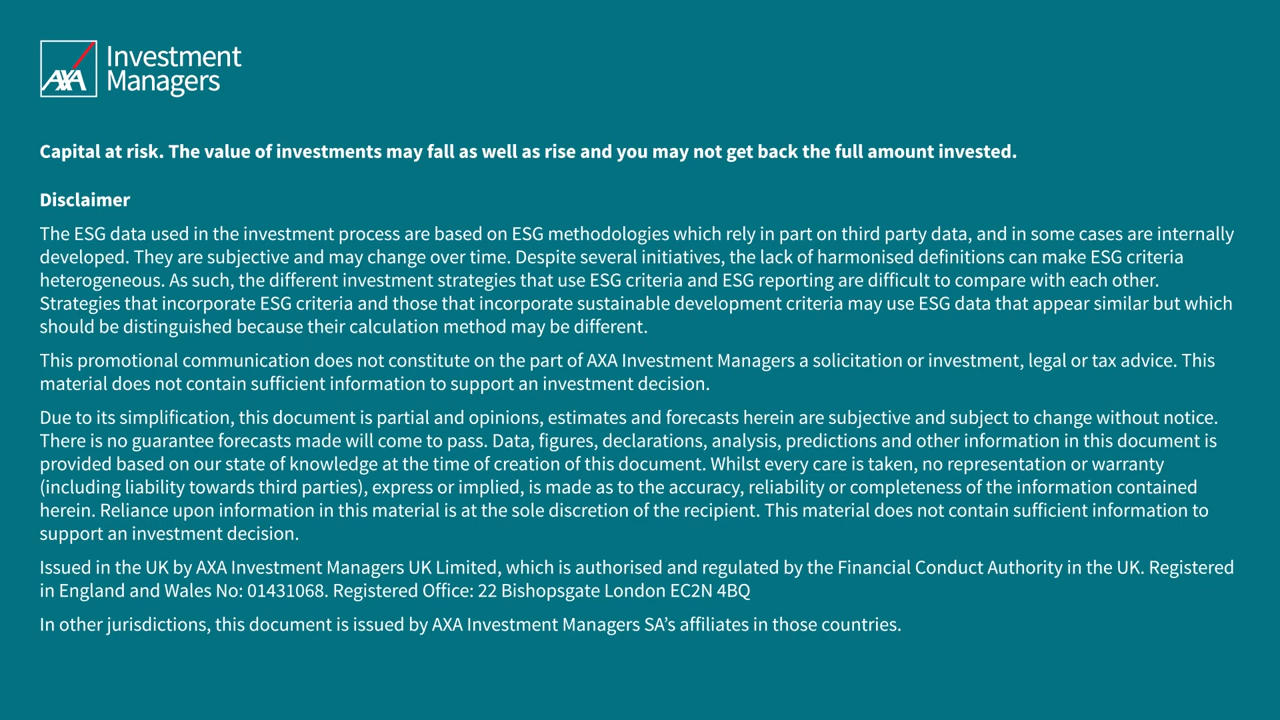 AXA
Investment
Managers
Capital at risk. The value of investments may fall as well as rise and you may not get back the full amount invested.
Disclaimer
The ESG data used in the investment process are based on ESG methodologies which rely in part on third party data, and in some cases are internally
developed. They are subjective and may change over time. Despite several initiatives, the lack of harmonised definitions can make ESG criteria
heterogeneous. As such, the different investment strategies that use ESG criteria and ESG reporting are difficult to compare with each other.
Strategies that incorporate ESG criteria and those that incorporate sustainable development criteria may use ESG data that appear similar but which
should be distinguished because their calculation method may be different.
This promotional communication does not constitute on the part of AXA Investment Managers a solicitation or investment, legal or tax advice. This
material does not contain sufficient information to support an investment decision.
Due to its simplification, this document is partial and opinions, estimates and forecasts herein are subjective and subject to change without notice.
There is no guarantee forecasts made will come to pass. Data, figures, declarations, analysis, predictions and other information in this document is
provided based on our state of knowledge at the time of creation of this document. Whilst every care is taken, no representation or warranty
(including liability towards third parties), express or implied, is made as to the accuracy, reliability or completeness of the information contained
herein. Reliance upon information in this material is at the sole discretion of the recipient. This material does not contain sufficient information to
support an investment decision.
Issued in the UK by AXA Investment Managers UK Limited, which is authorised and regulated by the Financial Conduct Authority in the UK. Registered
in England and Wales No: 01431068. Registered Office: 22 Bishopsgate London EC2N 4BQ
In other jurisdictions, this document is issued by AXA Investment Managers SA’s affiliates in those countries.